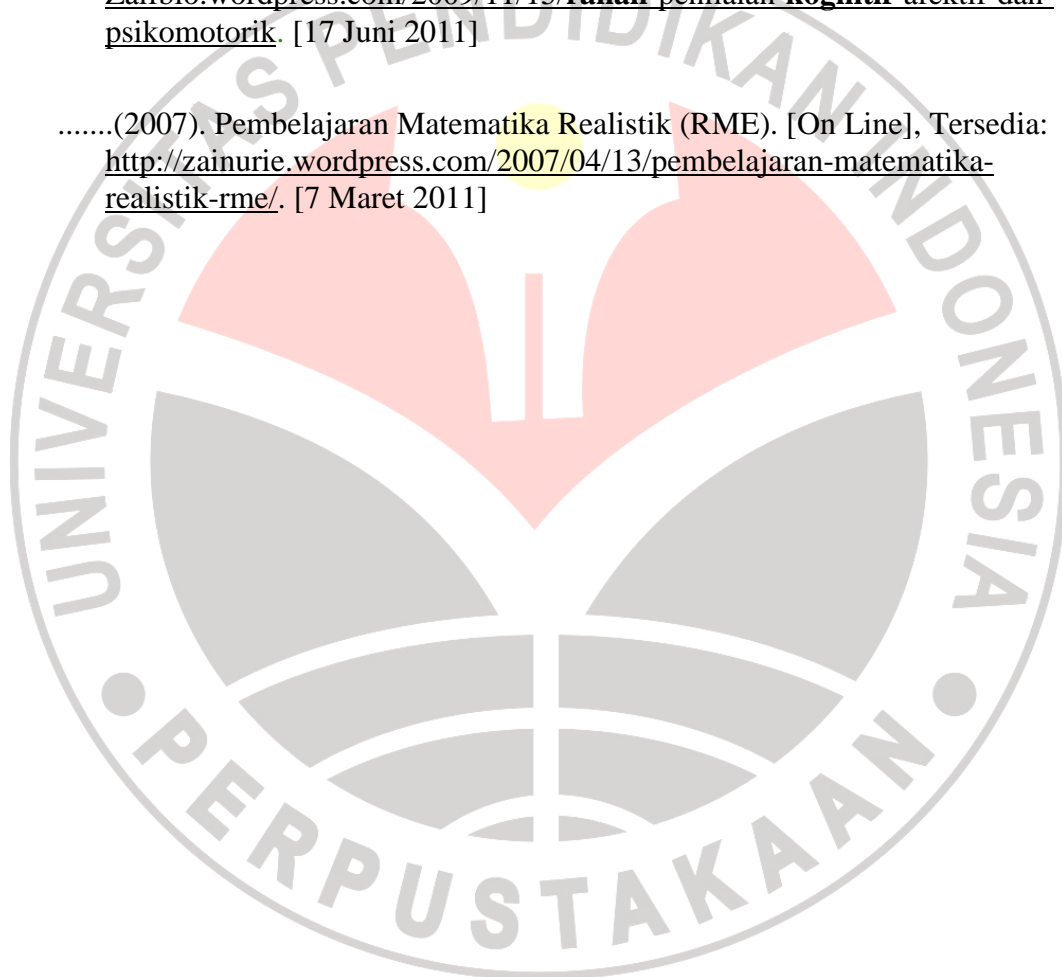 psikomotorik. [17 Juni 2011]
.......(2007). Pembelajaran Matematika Realistik (RME). [On Line], Tersedia:
http://zainurie.wordpress.com/2007/04/13/pembelajaran-matematika-
realistik-rme/. [7 Maret 2011]
UNIVERSITAS PENDIDIKAN INDONESIA
PERPUSTAKAAN